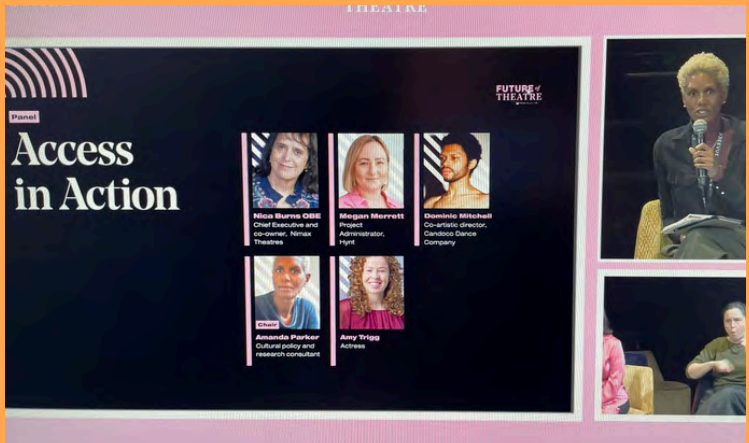 THEATRE
FUTURE of
THEATRE
Panel
Access
in Action
Nica Burns OBE
Chief Executive and
co-owner, Nimax
Theatres
Megan Merrett
Project
Administrator,
Hynt
Dominic Mitchell
Co-artistic director,
Candoco Dance
Company
Chair
Amanda Parker
Cultural policy and
research consultant
Amy Trigg
Actress